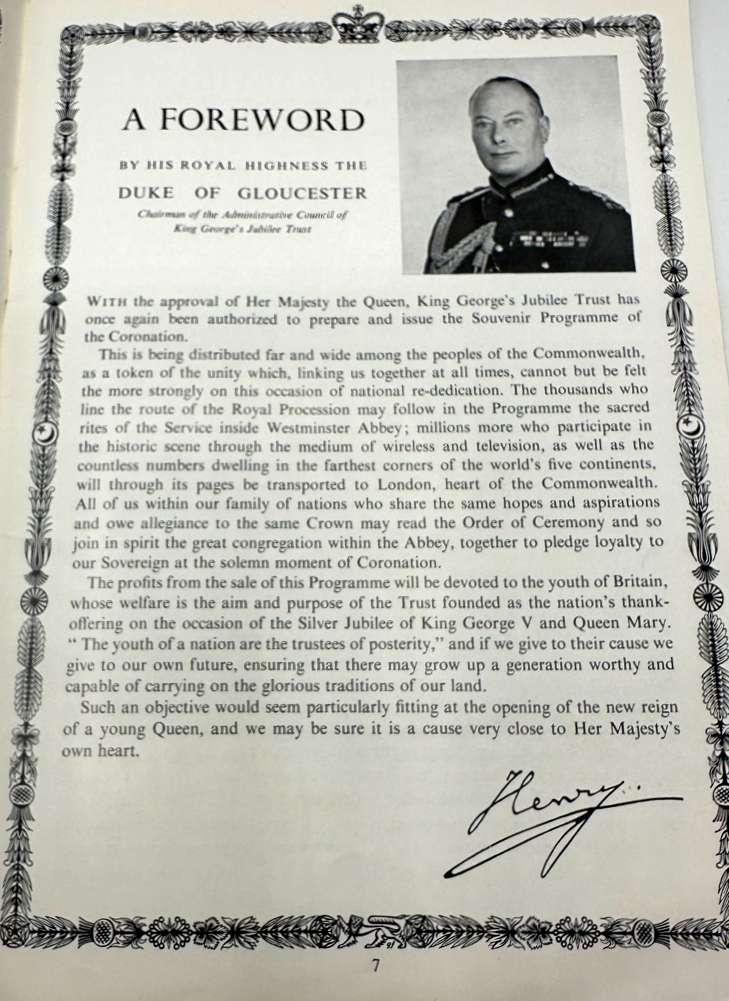 A FOREWORD
BY HIS ROYAL HIGHNESS THE
DUKE OF GLOUCESTER
Chairman of the Administrative Council of
King George's Jubilee Trust
WITH the approval of Her Majesty the Queen, King George's Jubilee Trust has
once again been authorized to prepare and issue the Souvenir Programme of
the Coronation.
This is being distributed far and wide among the peoples of the Commonwealth,
as a token of the unity which, linking us together at all times, cannot but be felt
the more strongly on this occasion of national re-dedication. The thousands who
line the route of the Royal Procession may follow in the Programme the sacred
rites of the Service inside Westminster Abbey; millions more who participate in
the historic scene through the medium of wireless and television, as well as the
countless numbers dwelling in the farthest corners of the world's five continents,
will through its pages be transported to London, heart of the Commonwealth.
All of us within our family of nations who share the same hopes and aspirations
and owe allegiance to the same Crown may read the Order of Ceremony and so
join in spirit the great congregation within the Abbey, together to pledge loyalty to
our Sovereign at the solemn moment of Coronation.
The profits from the sale of this Programme will be devoted to the youth of Britain,
whose welfare is the aim and purpose of the Trust founded as the nation's thank-
offering on the occasion of the Silver Jubilee of King George V and Queen Mary.
" The youth of a nation are the trustees of posterity," and if we give to their cause we
give to our own future, ensuring that there may grow up a generation worthy and
capable of carrying on the glorious traditions of our land.
Such an objective would seem particularly fitting at the opening of the new reign
of a young Queen, and we may be sure it is a cause very close to Her Majesty's
own heart.
Henry
7